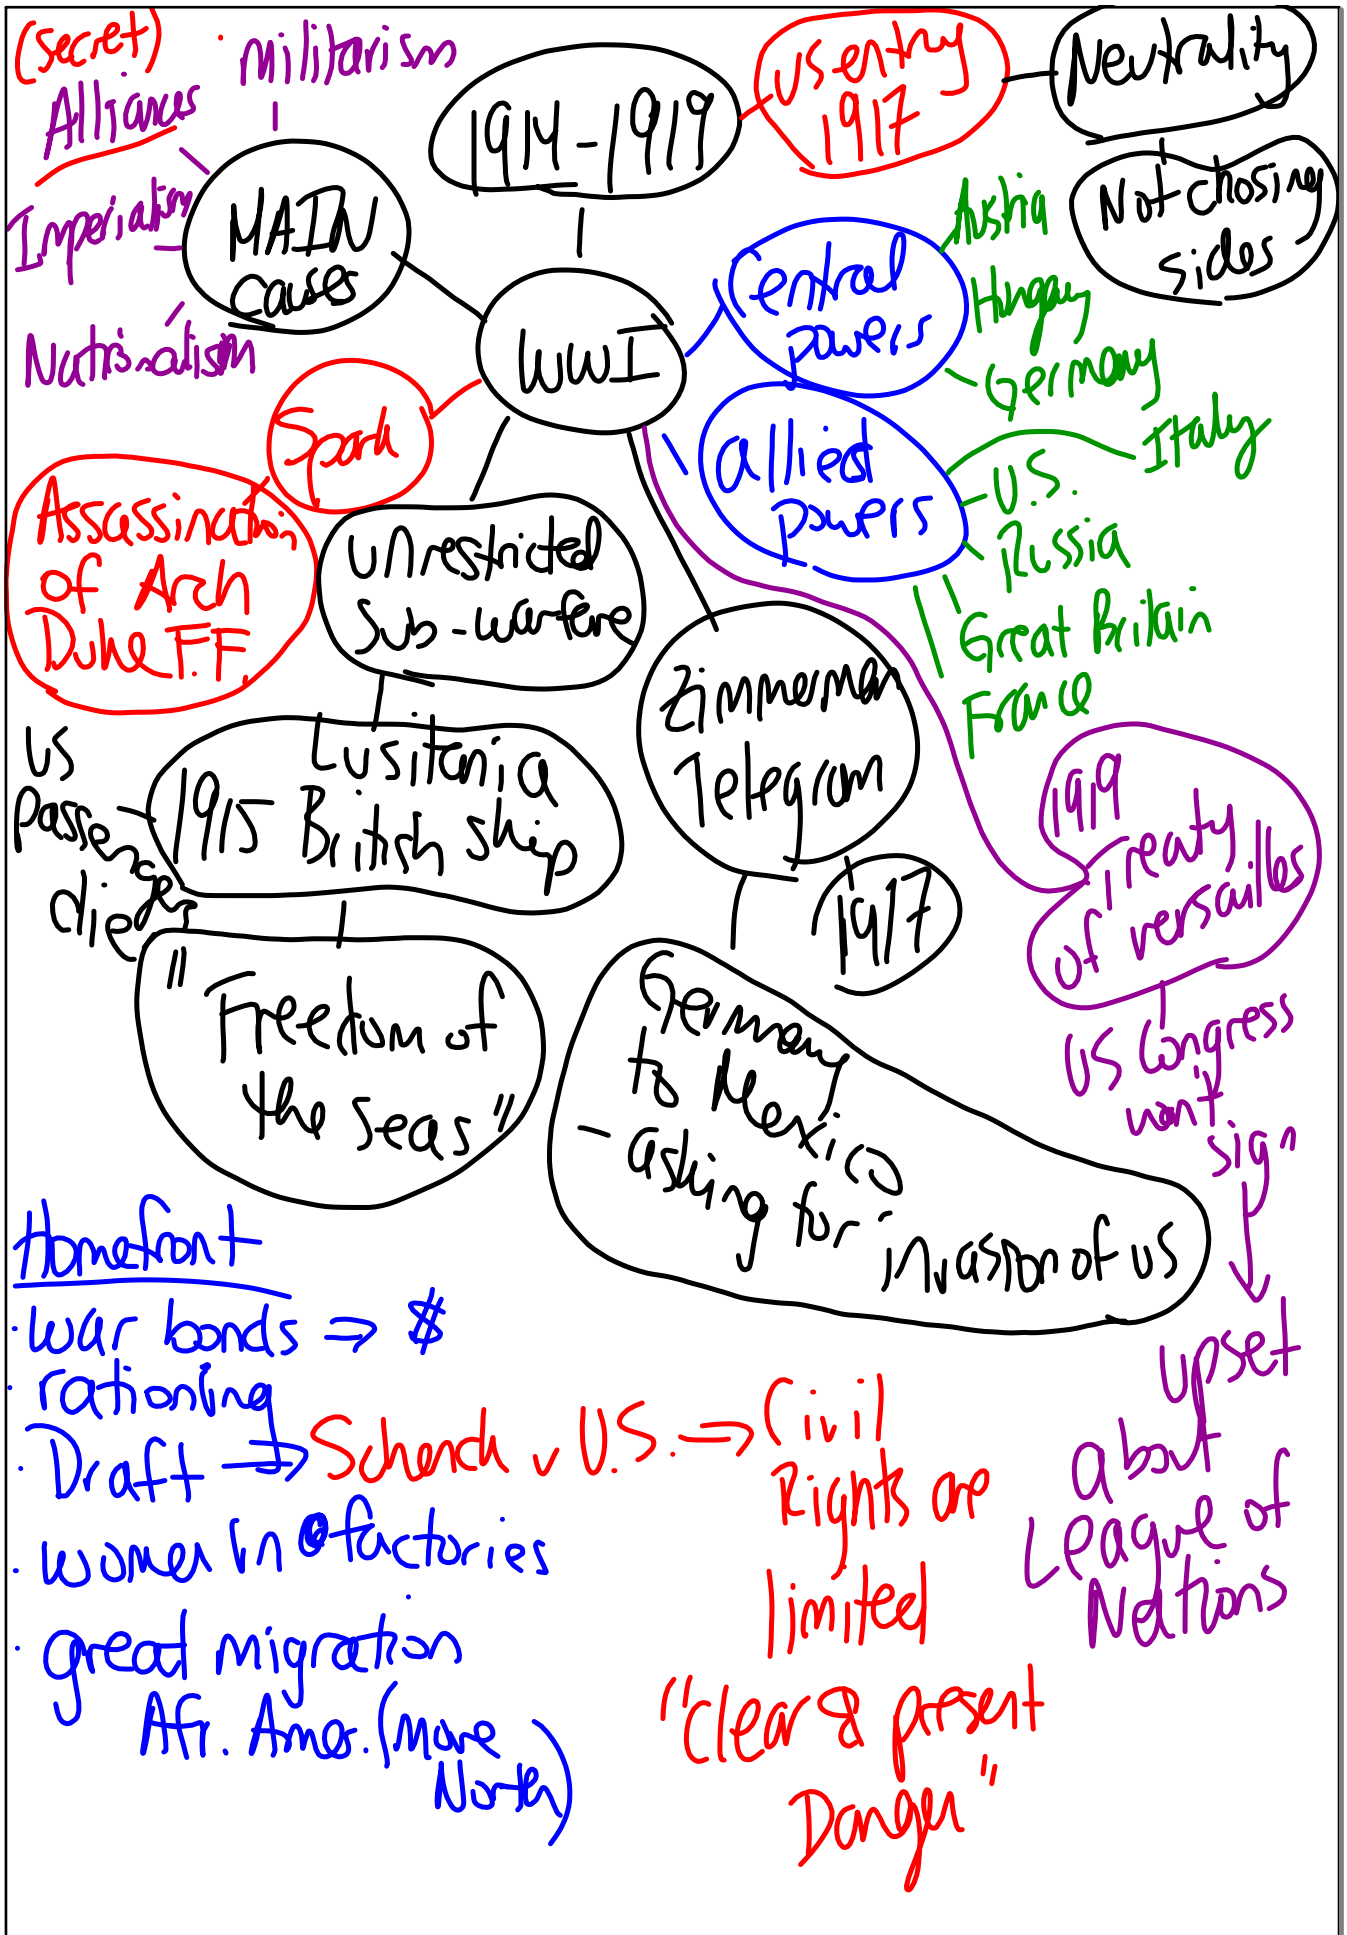 (secret)
Alliances
militarism
Imperialism
Nationalism
MAIN
causes
1914-1919
US entry
1917
Neutrality
Not chosing
sides
WWI
Central
powers
Austria
Hungary
Germany
allied
powers
Italy
U.S.
Russia
Great Britain
France
Spark
Assassination
of Arch
Duke F.F
unrestricted
Sub-warfare
Lusitania
1915 British ship
US
passengers
died
"Freedom of
the seas"
Zimmerman
Telegram
1917
Germany
to Mexico
- asking for
invasion of US
1919
Treaty
of versailles
US Congress
wont
sign
upset
about
League of
Nations
Homefront
· war bonds ⇒ $
· rationing
· Draft → Schenck v U.S. ⇒ Civil
Rights are
limited
"Clear & present
Danger"
· women in factories
· great migration
Afr. Amer. (move
North)